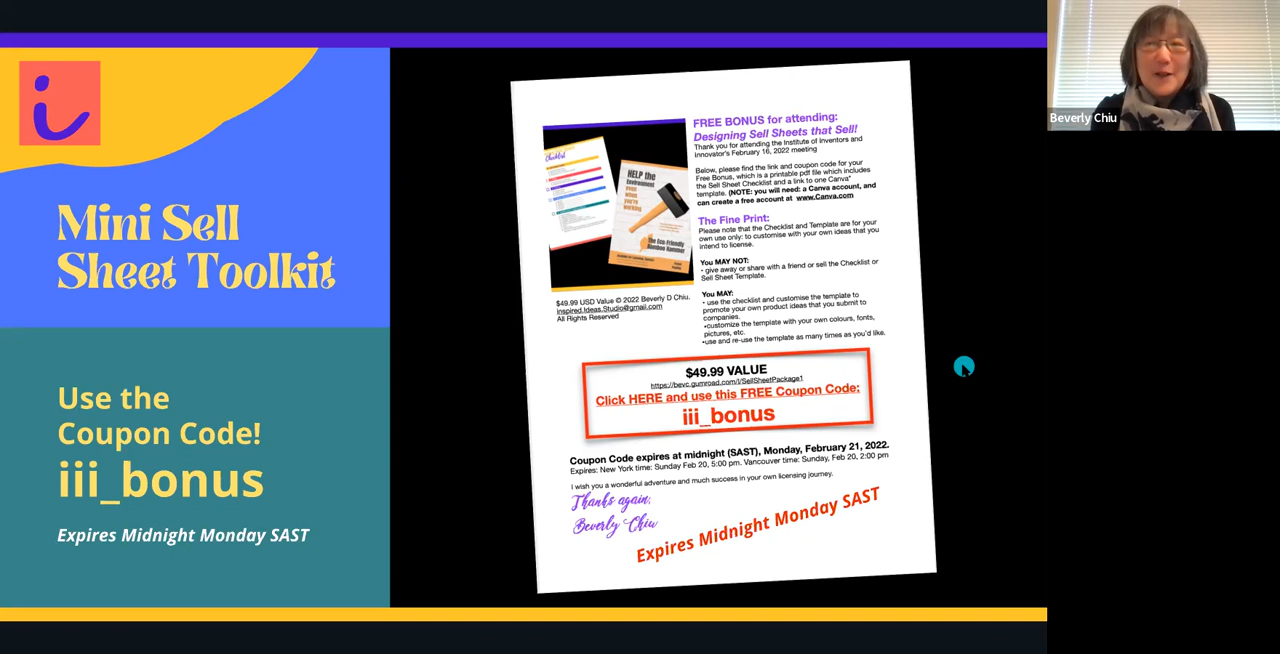 Mini Sell
Sheet Toolkit
Use the
Coupon Code!
iii_bonus
Expires Midnight Monday SAST
Checklist
HELP the
Environment
even
when
you're
working
The Eco-Friendly
Bamboo Hammer
$49.99 USD Value © 2022 Beverly D Chiu.
Inspired.Ideas.Studio@gmail.com
All Rights Reserved
FREE BONUS for attending:
Designing Sell Sheets that Sell!
Thank you for attending the Institute of Inventors and
Innovator's February 16, 2022 meeting
Below, please find the link and coupon code for your
Free Bonus, which is a printable pdf file which includes
the Sell Sheet Checklist and a link to one Canva*
template. (NOTE: you will need: a Canva account, and
can create a free account at www.Canva.com
The Fine Print:
Please note that the Checklist and Template are for your
own use only: to customise with your own ideas that you
intend to license.
You MAY NOT:
• give away or share with a friend or sell the Checklist or
Sell Sheet Template.
You MAY:
• use the checklist and customise the template to
promote your own product ideas that you submit to
companies.
•customize the template with your own colours, fonts,
pictures, etc.
•use and re-use the template as many times as you'd like.
$49.99 VALUE
https://bevc.gumroad.com/l/SellSheetPackage1
Click HERE and use this FREE Coupon Code:
iii_bonus
Coupon Code expires at midnight (SAST), Monday, February 21, 2022.
Expires: New York time: Sunday Feb 20, 5:00 pm. Vancouver time: Sunday, Feb 20, 2:00 pm
I wish you a wonderful adventure and much success in your own licensing journey.
Thanks again,
Beverly Chiu
Expires Midnight Monday SAST
Beverly Chiu